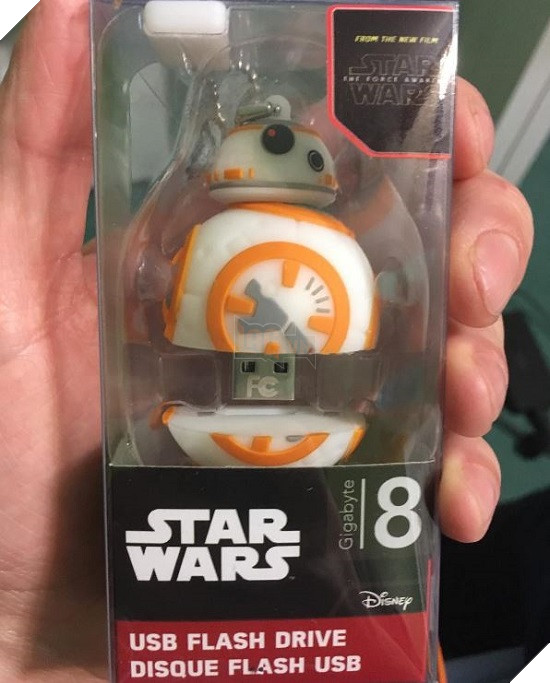 FROM THE NEW FILM
STAR
THE FORCE AWAKENS
WARS
FC
STAR
WARS
Gigabyte
8
Disney
USB FLASH DRIVE
DISQUE FLASH USB